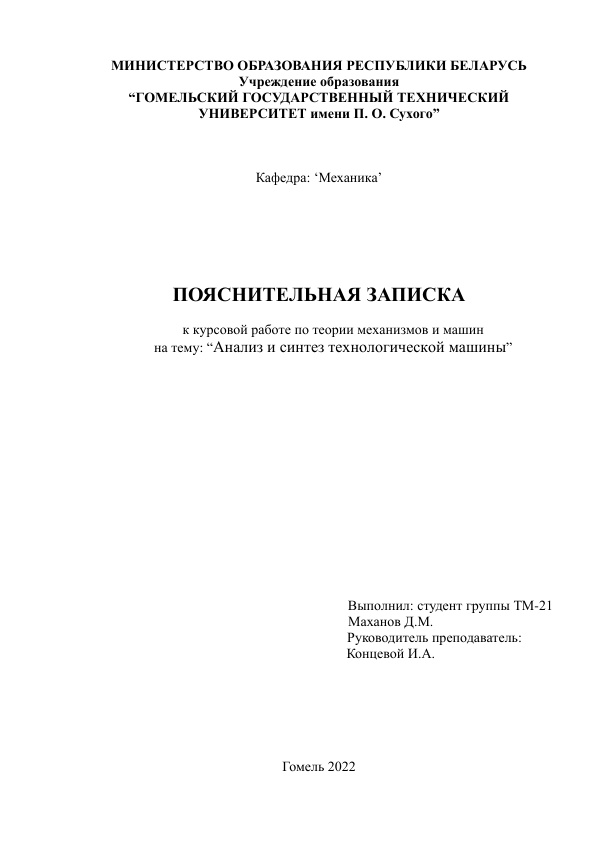 МИНИСТЕРСТВО ОБРАЗОВАНИЯ РЕСПУБЛИКИ БЕЛАРУСЬ
Учреждение образования
“ГОМЕЛЬСКИЙ ГОСУДАРСТВЕННЫЙ ТЕХНИЧЕСКИЙ
УНИВЕРСИТЕТ имени П. О. Сухого”
Кафедра: ‘Механика’
ПОЯСНИТЕЛЬНАЯ ЗАПИСКА
к курсовой работе по теории механизмов и машин
на тему: “Анализ и синтез технологической машины”
Выполнил: студент группы ТМ-21
Маханов Д.М.
Руководитель преподаватель:
Концевой И.А.
Гомель 2022